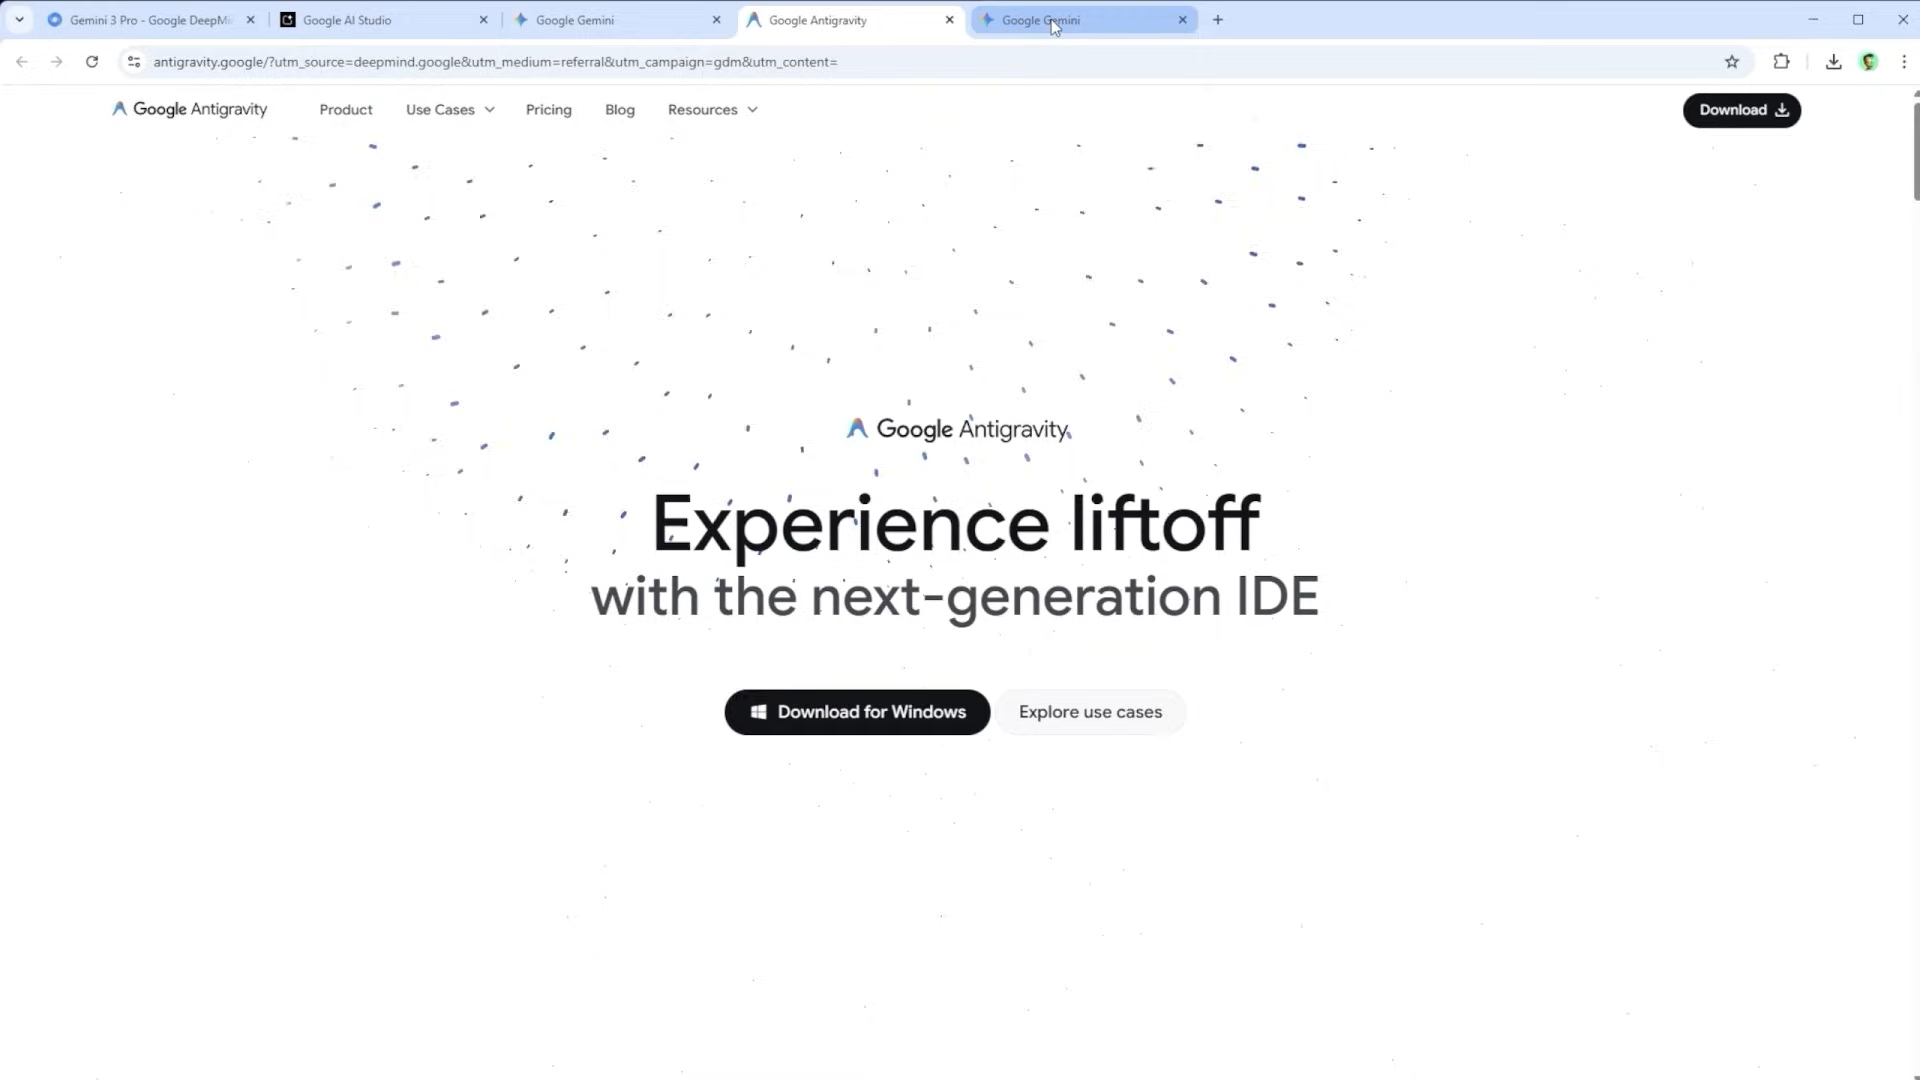 Gemini 3 Pro - Google DeepMi
Google AI Studio
Google Gemini
Google Antigravity
Google Gemini
antigravity.google/?utm_source=deepmind.google&utm_medium=referral&utm_campaign=gdm&utm_content=
Google Antigravity
Product
Use Cases
Pricing
Blog
Resources
Download
Google Antigravity
Experience liftoff
with the next-generation IDE
Download for Windows
Explore use cases